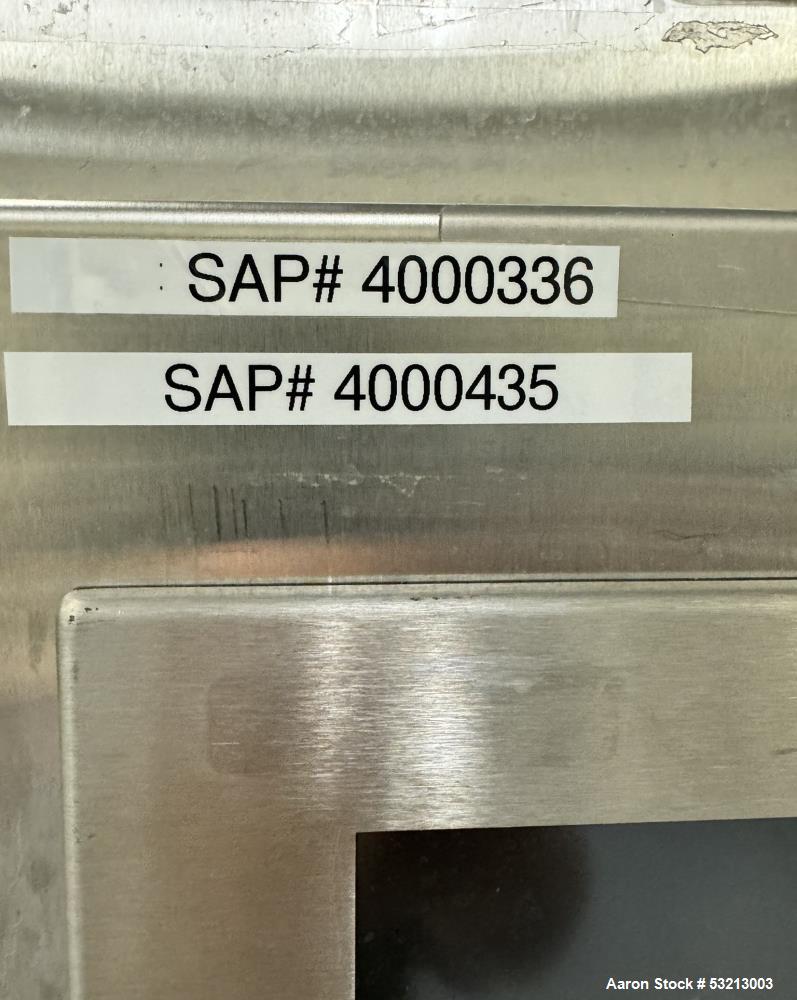 : SAP# 4000336
SAP# 4000435
Aaron Stock # 53213003